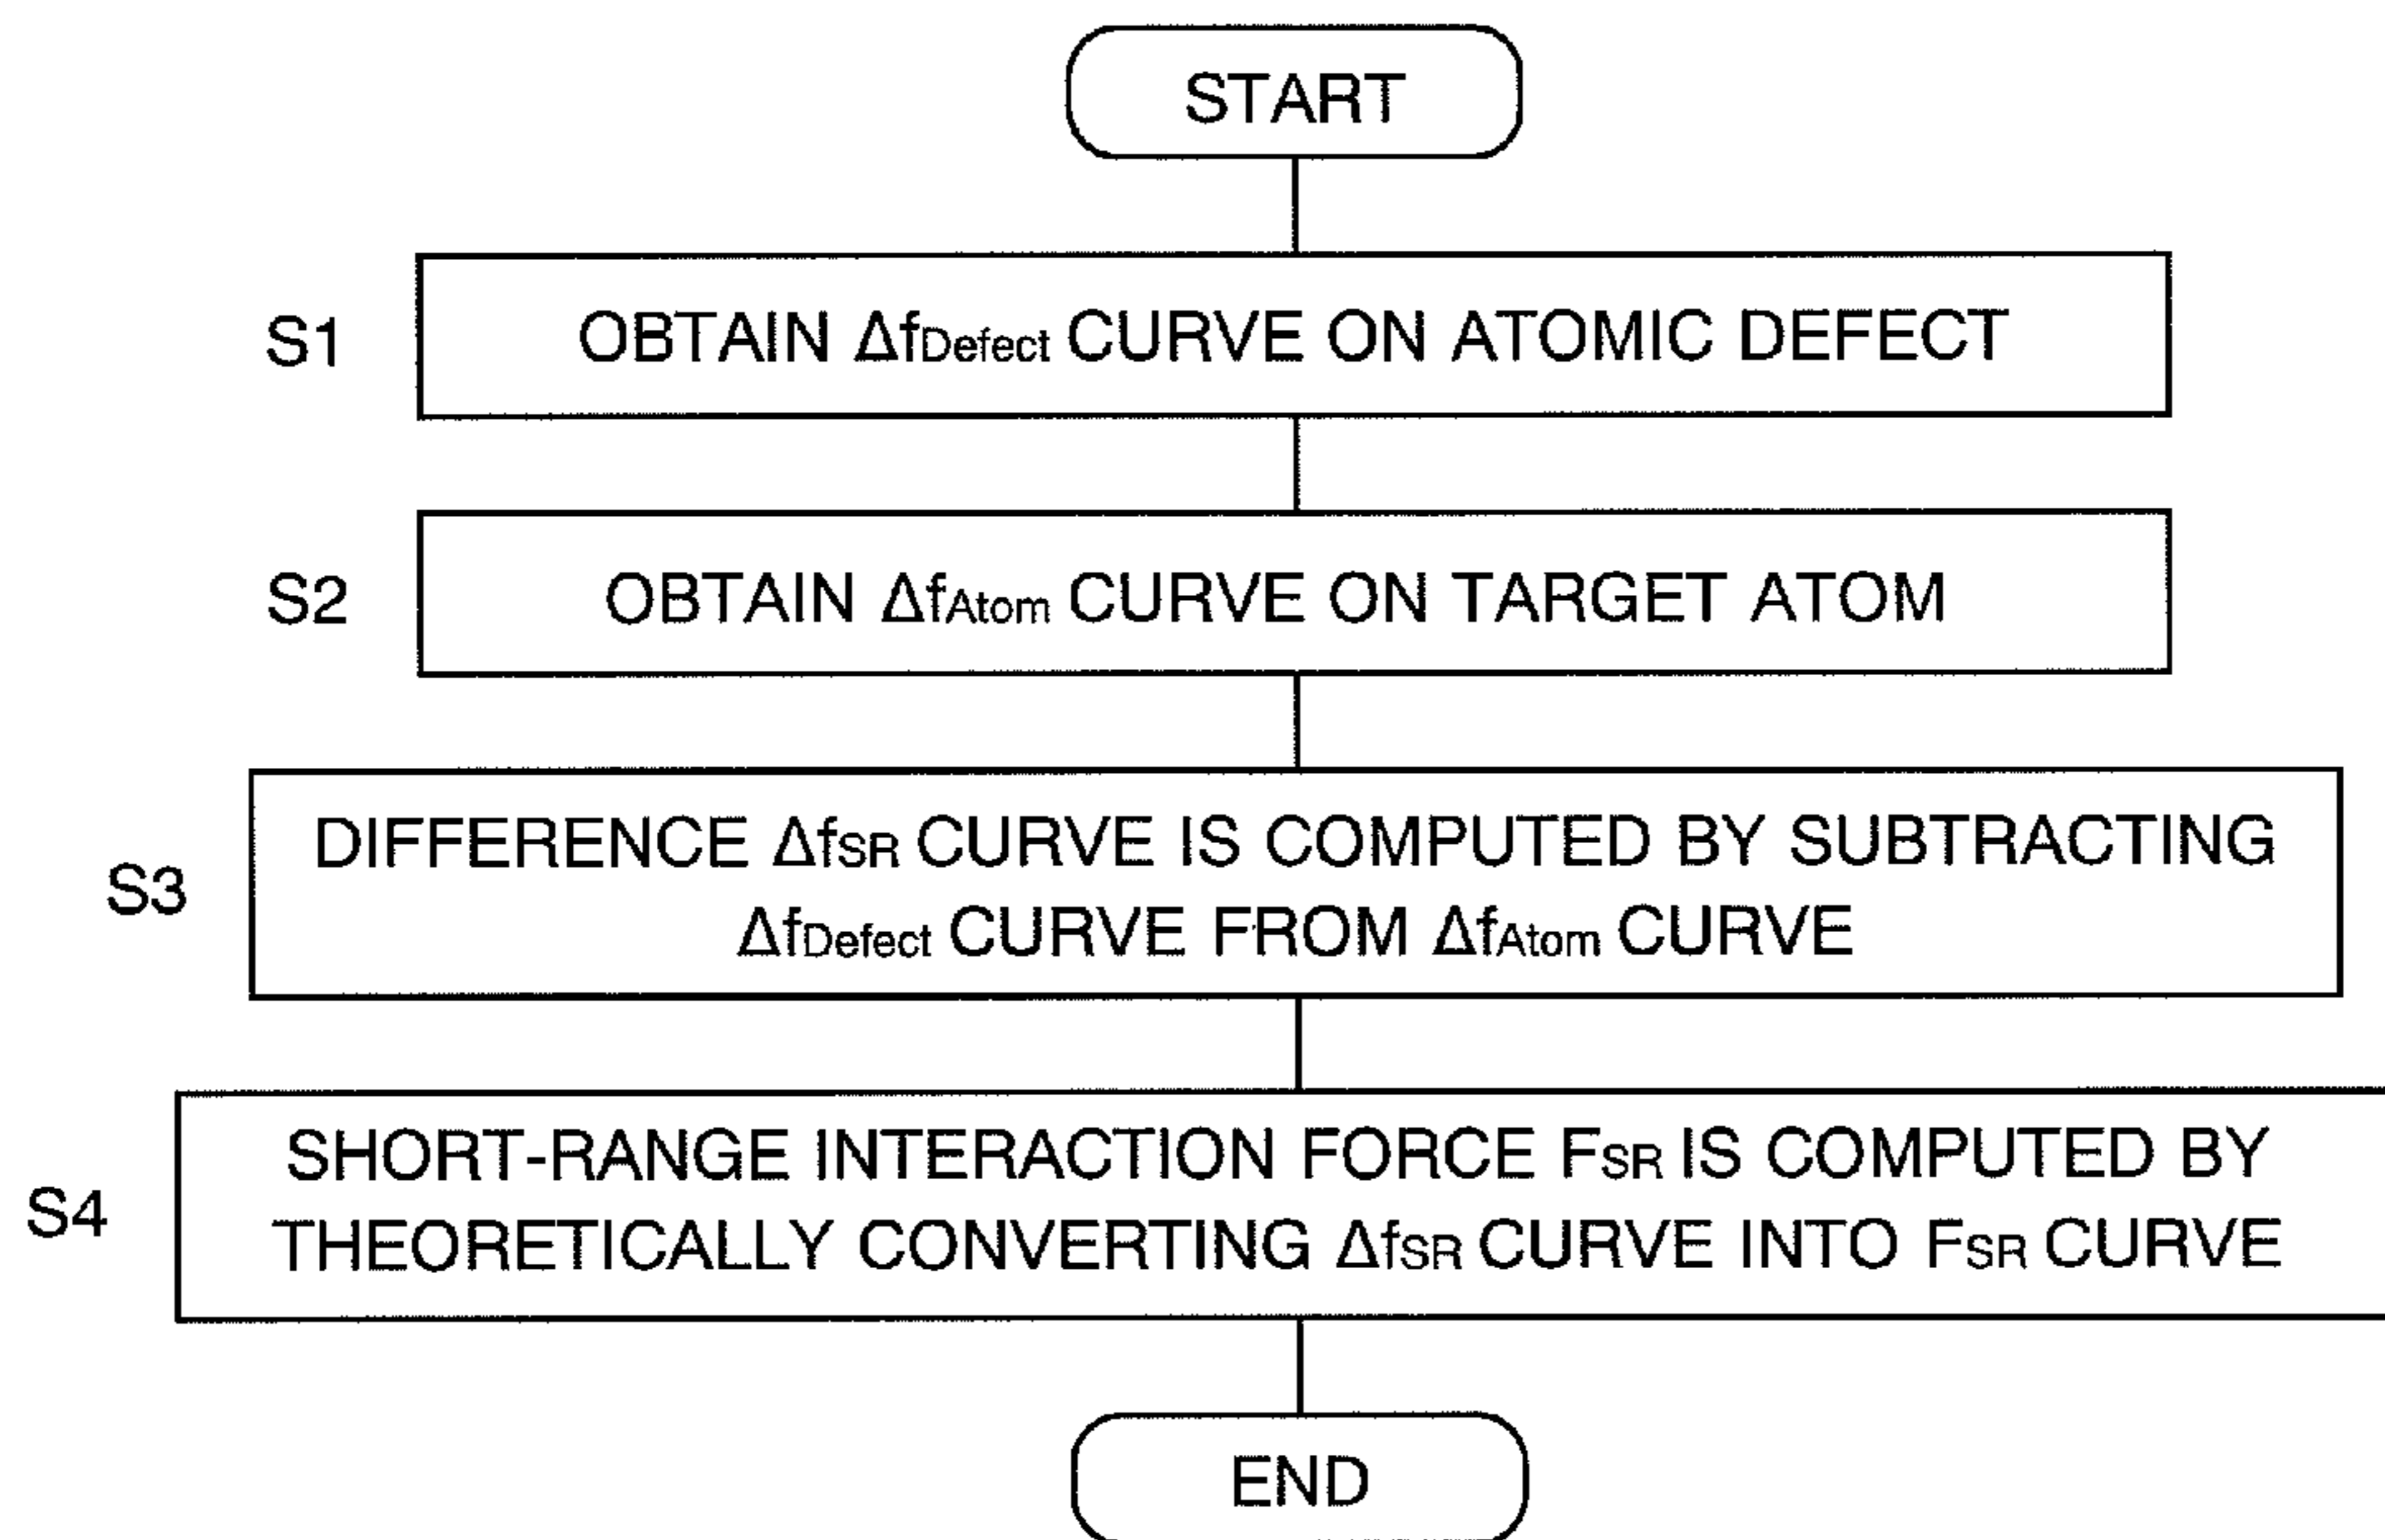 START
S1
OBTAIN ΔfDefect CURVE ON ATOMIC DEFECT
S2
OBTAIN ΔfAtom CURVE ON TARGET ATOM
S3
DIFFERENCE ΔfSR CURVE IS COMPUTED BY SUBTRACTING
ΔfDefect CURVE FROM ΔfAtom CURVE
S4
SHORT-RANGE INTERACTION FORCE FSR IS COMPUTED BY
THEORETICALLY CONVERTING ΔfSR CURVE INTO FSR CURVE
END